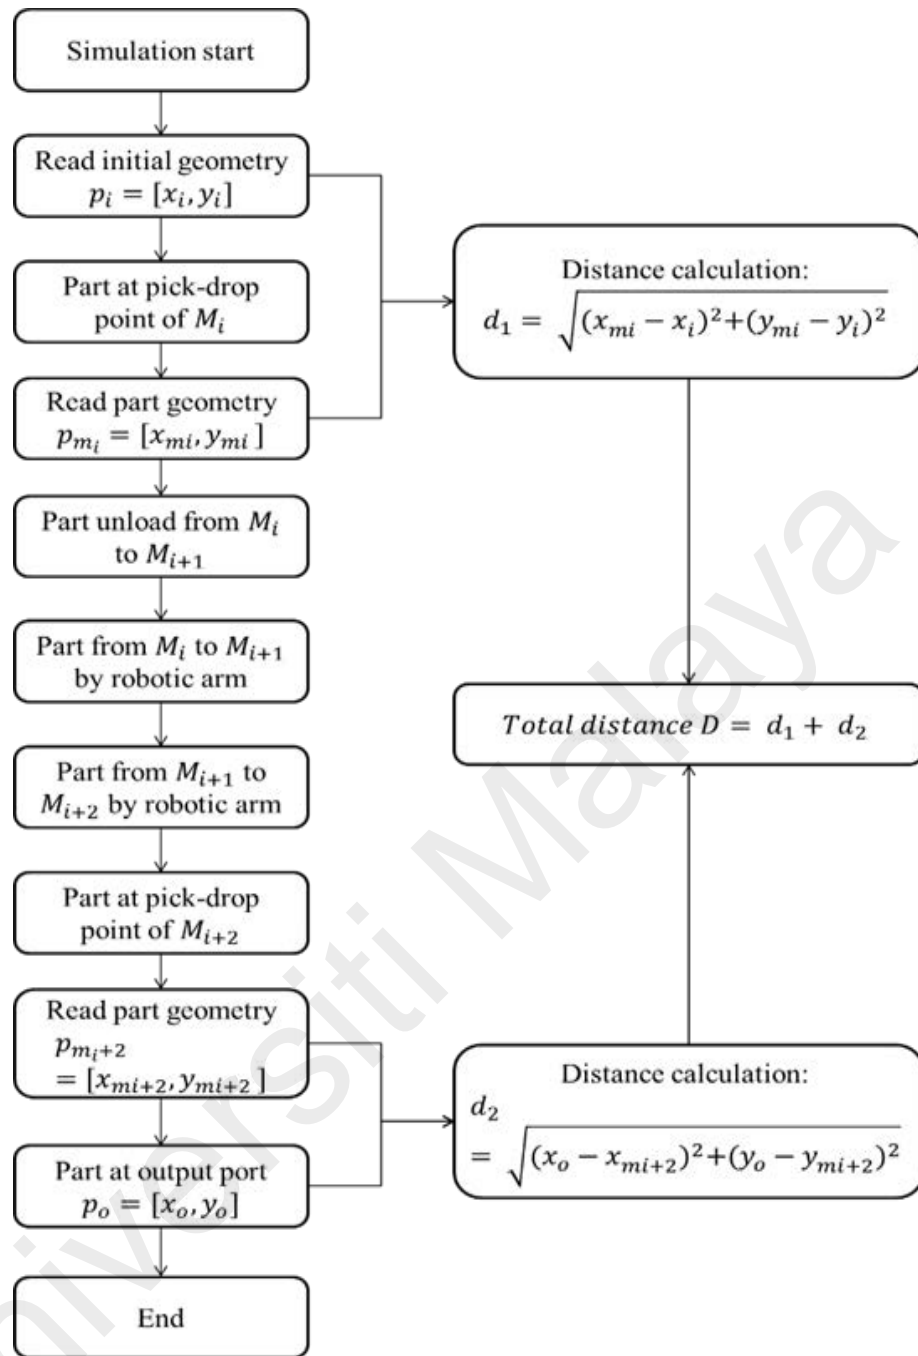 Simulation start
Read initial geometry
p_i = [x_i, y_i]
Part at pick-drop
point of M_i
Read part geometry
p_{m_i} = [x_{mi}, y_{mi} ]
Part unload from M_i
to M_{i+1}
Part from M_i to M_{i+1}
by robotic arm
Part from M_{i+1} to
M_{i+2} by robotic arm
Part at pick-drop
point of M_{i+2}
Read part geometry
p_{m_i+2}
= [x_{mi+2}, y_{mi+2} ]
Part at output port
p_o = [x_o, y_o]
End
Distance calculation:
d_1 = √((x_{mi} − x_i)^2+(y_{mi} − y_i)^2)
Total distance D = d_1 + d_2
Distance calculation:
d_2
= √((x_o − x_{mi+2})^2+(y_o − y_{mi+2})^2)
niversiti Malaya